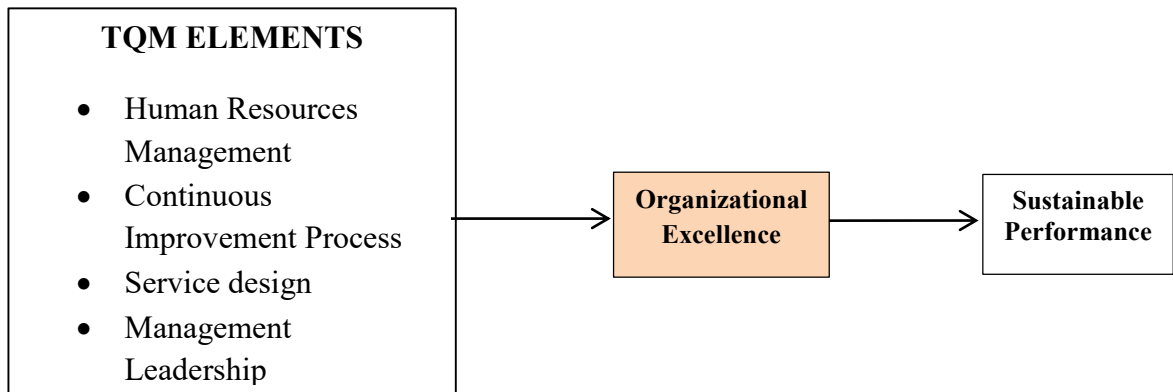 TQM ELEMENTS
• Human Resources
Management
• Continuous
Improvement Process
• Service design
• Management
Leadership
Organizational
Excellence
Sustainable
Performance